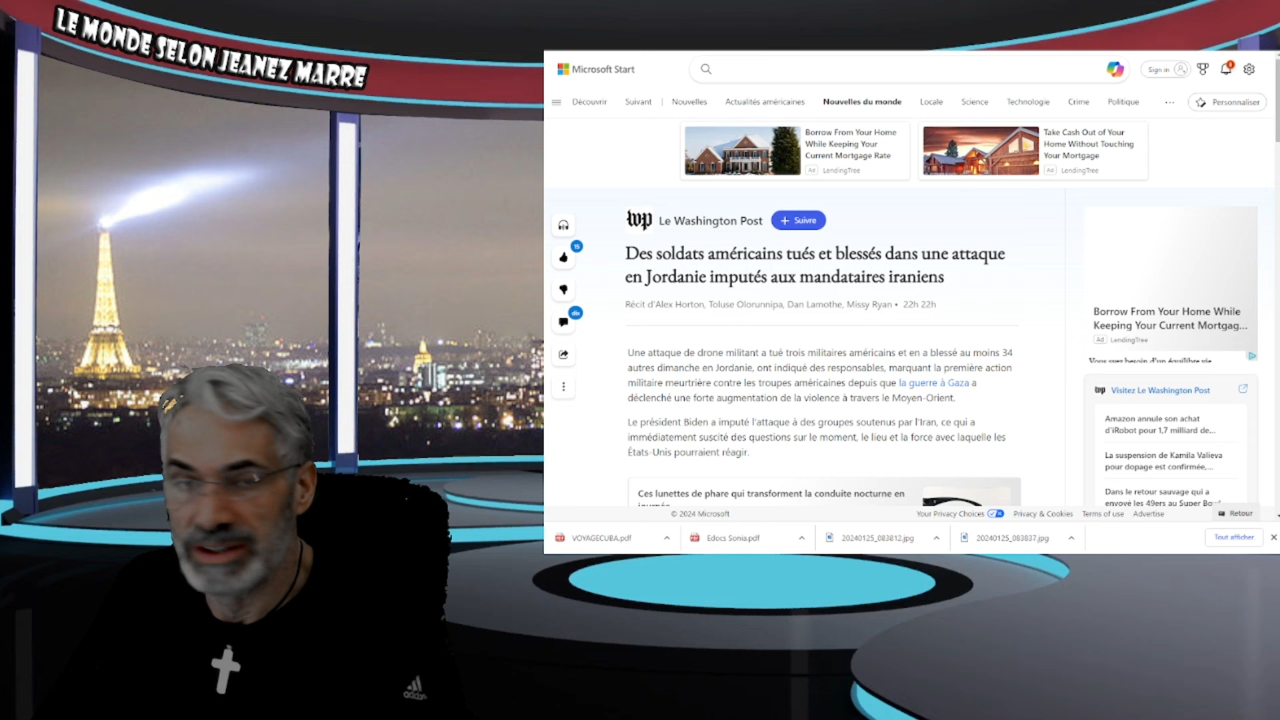 LE MONDE SELON JEANEZ MARRE
Microsoft Start
Sign in
Découvrir Suivant Nouvelles Actualités américaines Nouvelles du monde Locale Science Technologie Crime Politique ... Personnaliser
Borrow From Your Home
While Keeping Your
Current Mortgage Rate
Ad LendingTree
Take Cash Out of Your
Home Without Touching
Your Mortgage
Ad LendingTree
wp Le Washington Post + Suivre
15
Des soldats américains tués et blessés dans une attaque
en Jordanie imputés aux mandataires iraniens
Récit d'Alex Horton, Toluse Olorunnipa, Dan Lamothe, Missy Ryan • 22h 22h
Une attaque de drone militant a tué trois militaires américains et en a blessé au moins 34
autres dimanche en Jordanie, ont indiqué des responsables, marquant la première action
militaire meurtrière contre les troupes américaines depuis que la guerre à Gaza a
déclenché une forte augmentation de la violence à travers le Moyen-Orient.
Le président Biden a imputé l'attaque à des groupes soutenus par l'Iran, ce qui a
immédiatement suscité des questions sur le moment, le lieu et la force avec laquelle les
États-Unis pourraient réagir.
Ces lunettes de phare qui transforment la conduite nocturne en
Borrow From Your Home While
Keeping Your Current Mortgag...
Ad LendingTree
Vous avez besoin d'un équilibre vie
wp Visitez Le Washington Post
Amazon annule son achat
d'iRobot pour 1,7 milliard de...
La suspension de Kamila Valieva
pour dopage est confirmée,...
Dans le retour sauvage qui a
envoyé les 49ers au Super Bowl
© 2024 Microsoft
Your Privacy Choices Privacy & Cookies Terms of use Advertise
Retour
VOYAGECUBA.pdf Edocs Sonia.pdf 20240125_083812.jpg 20240125_083837.jpg Tout afficher
adidas